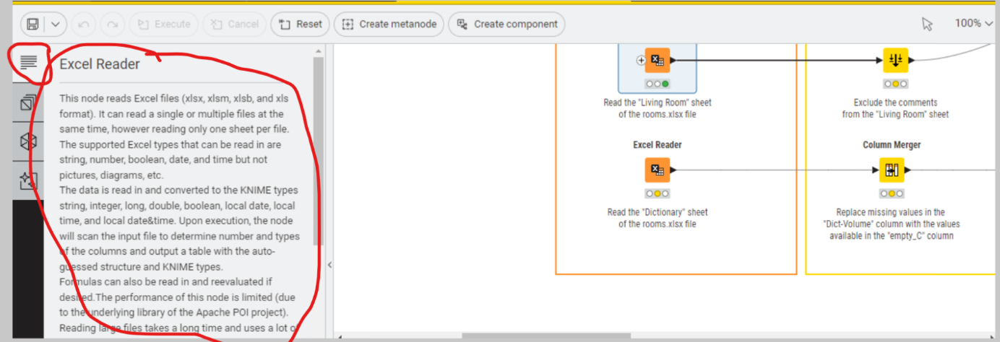 Execute
Cancel
Reset
Create metanode
Create component
100%
Excel Reader
This node reads Excel files (xlsx, xlsm, xlsb, and xls
format). It can read a single or multiple files at the
same time, however reading only one sheet per file.
The supported Excel types that can be read in are
string, number, boolean, date, and time but not
pictures, diagrams, etc.
The data is read in and converted to the KNIME types
string, integer, long, double, boolean, local date, local
time, and local date&time. Upon execution, the node
will scan the input file to determine number and types
of the columns and output a table with the auto-
guessed structure and KNIME types.
Formulas can also be read in and reevaluated if
desired.The performance of this node is limited (due
to the underlying library of the Apache POI project).
Reading large files takes a long time and uses a lot of
Read the "Living Room" sheet
of the rooms.xlsx file
Exclude the comments
from the "Living Room" sheet
Excel Reader
Read the "Dictionary" sheet
of the rooms.xlsx file
Column Merger
Replace missing values in the
"Dict-Volume" column with the values
available in the "empty_C" column